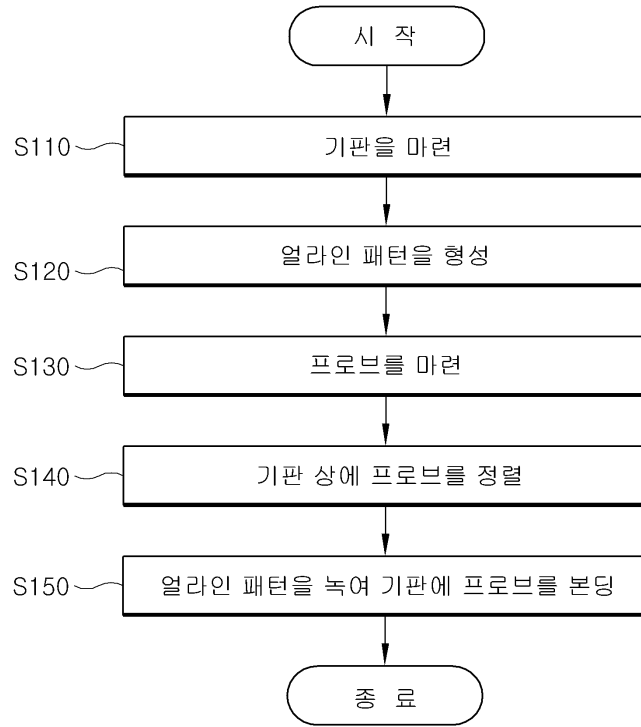 시 작
S110 기판을 마련
S120 얼라인 패턴을 형성
S130 프로브를 마련
S140 기판 상에 프로브를 정렬
S150 얼라인 패턴을 녹여 기판에 프로브를 본딩
종 료